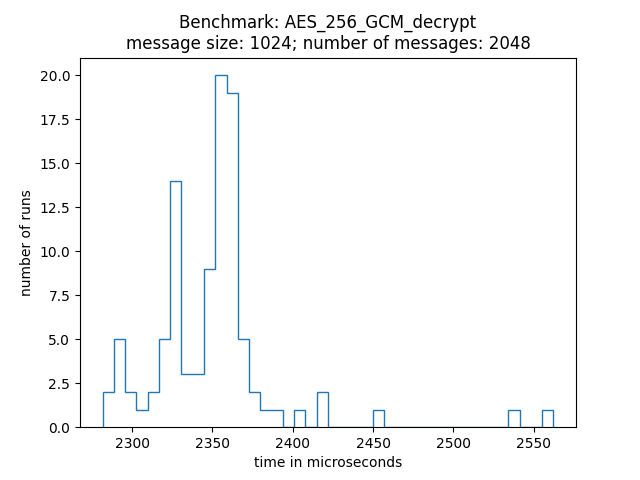 Benchmark: AES_256_GCM_decrypt
message size: 1024; number of messages: 2048
20.0
17.5
15.0
12.5
10.0
7.5
5.0
2.5
0.0
number of runs
2300 2350 2400 2450 2500 2550
time in microseconds